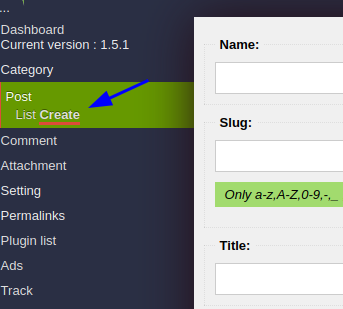 ...
Dashboard
Current version : 1.5.1
Category
Post
List Create
Comment
Attachment
Setting
Permalinks
Plugin list
Ads
Track
Name:
Slug:
Only a-z,A-Z,0-9,-,_
Title: